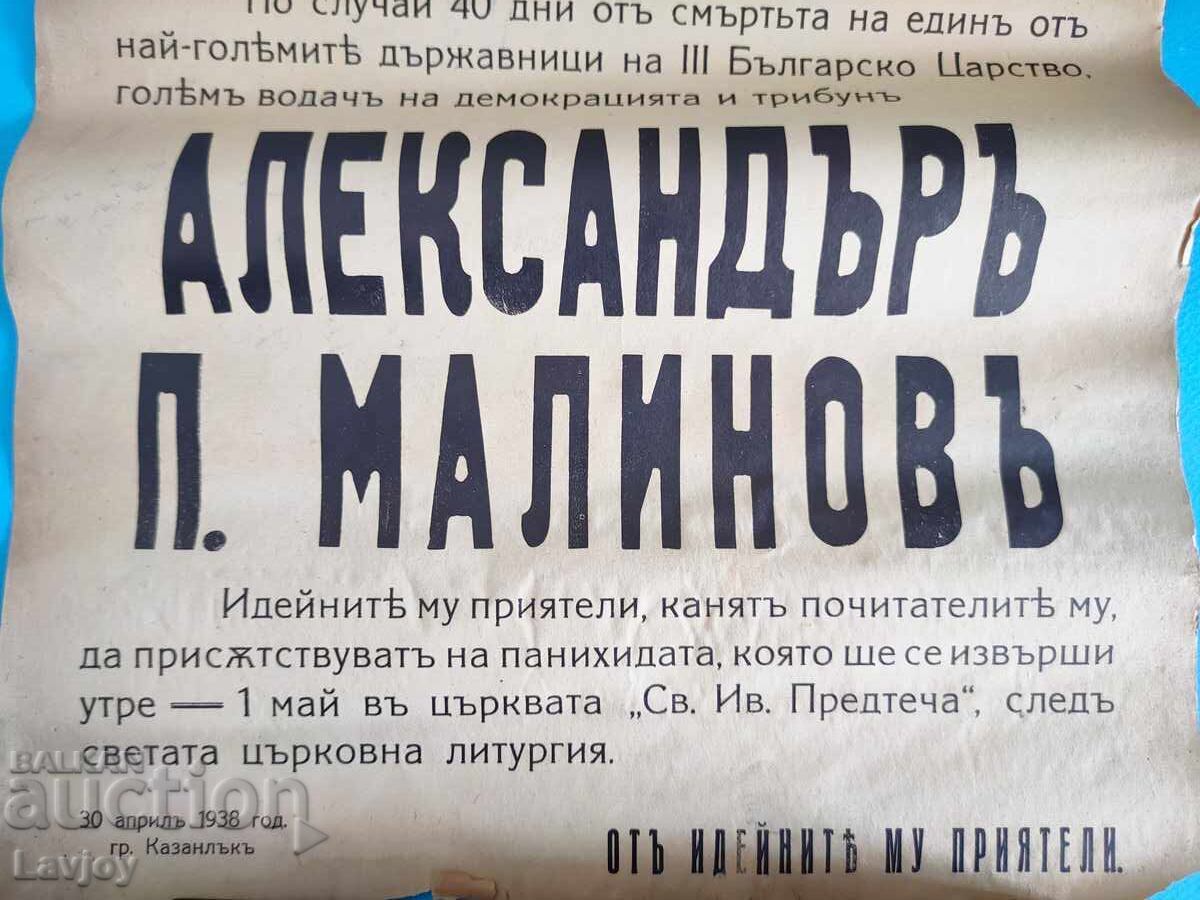 По случай 40 дни отъ смъртьта на единъ отъ
най-голѣмитѣ държавници на III Българско Царство,
голѣмъ водачъ на демокрацията и трибунъ
АЛЕКСАНДЪРЪ
П. МАЛИНОВЪ
Идейнитѣ му приятели, канятъ почитателитѣ му,
да присѫтствуватъ на панихидата, която ще се извърши
утре — 1 май въ църквата „Св. Ив. Предтеча“, следъ
светата църковна литургия.
30 априлъ 1938 год.
гр. Казанлъкъ
ОТЪ ИДЕЙНИТѢ МУ ПРИЯТЕЛИ.
BALKAN
auction
Lavjoy